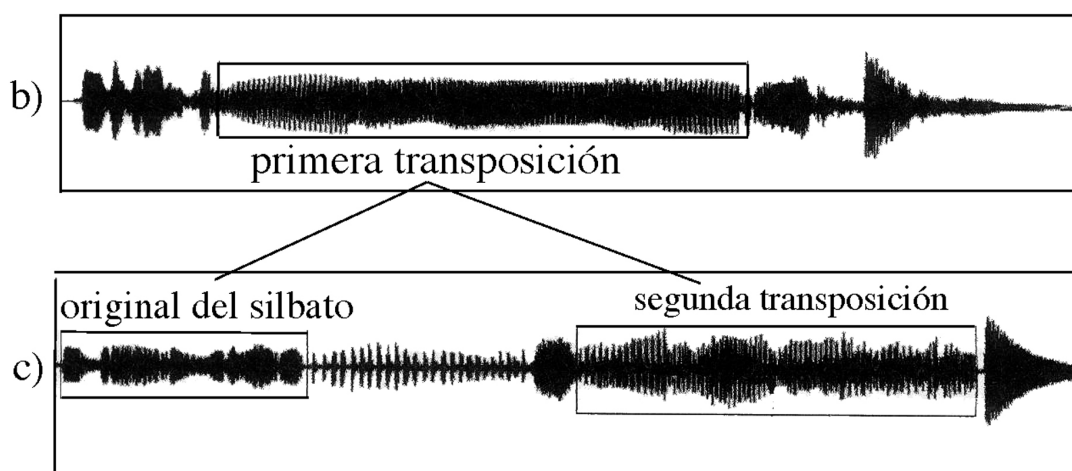 b)
primera transposición
original del silbato
segunda transposición
c)